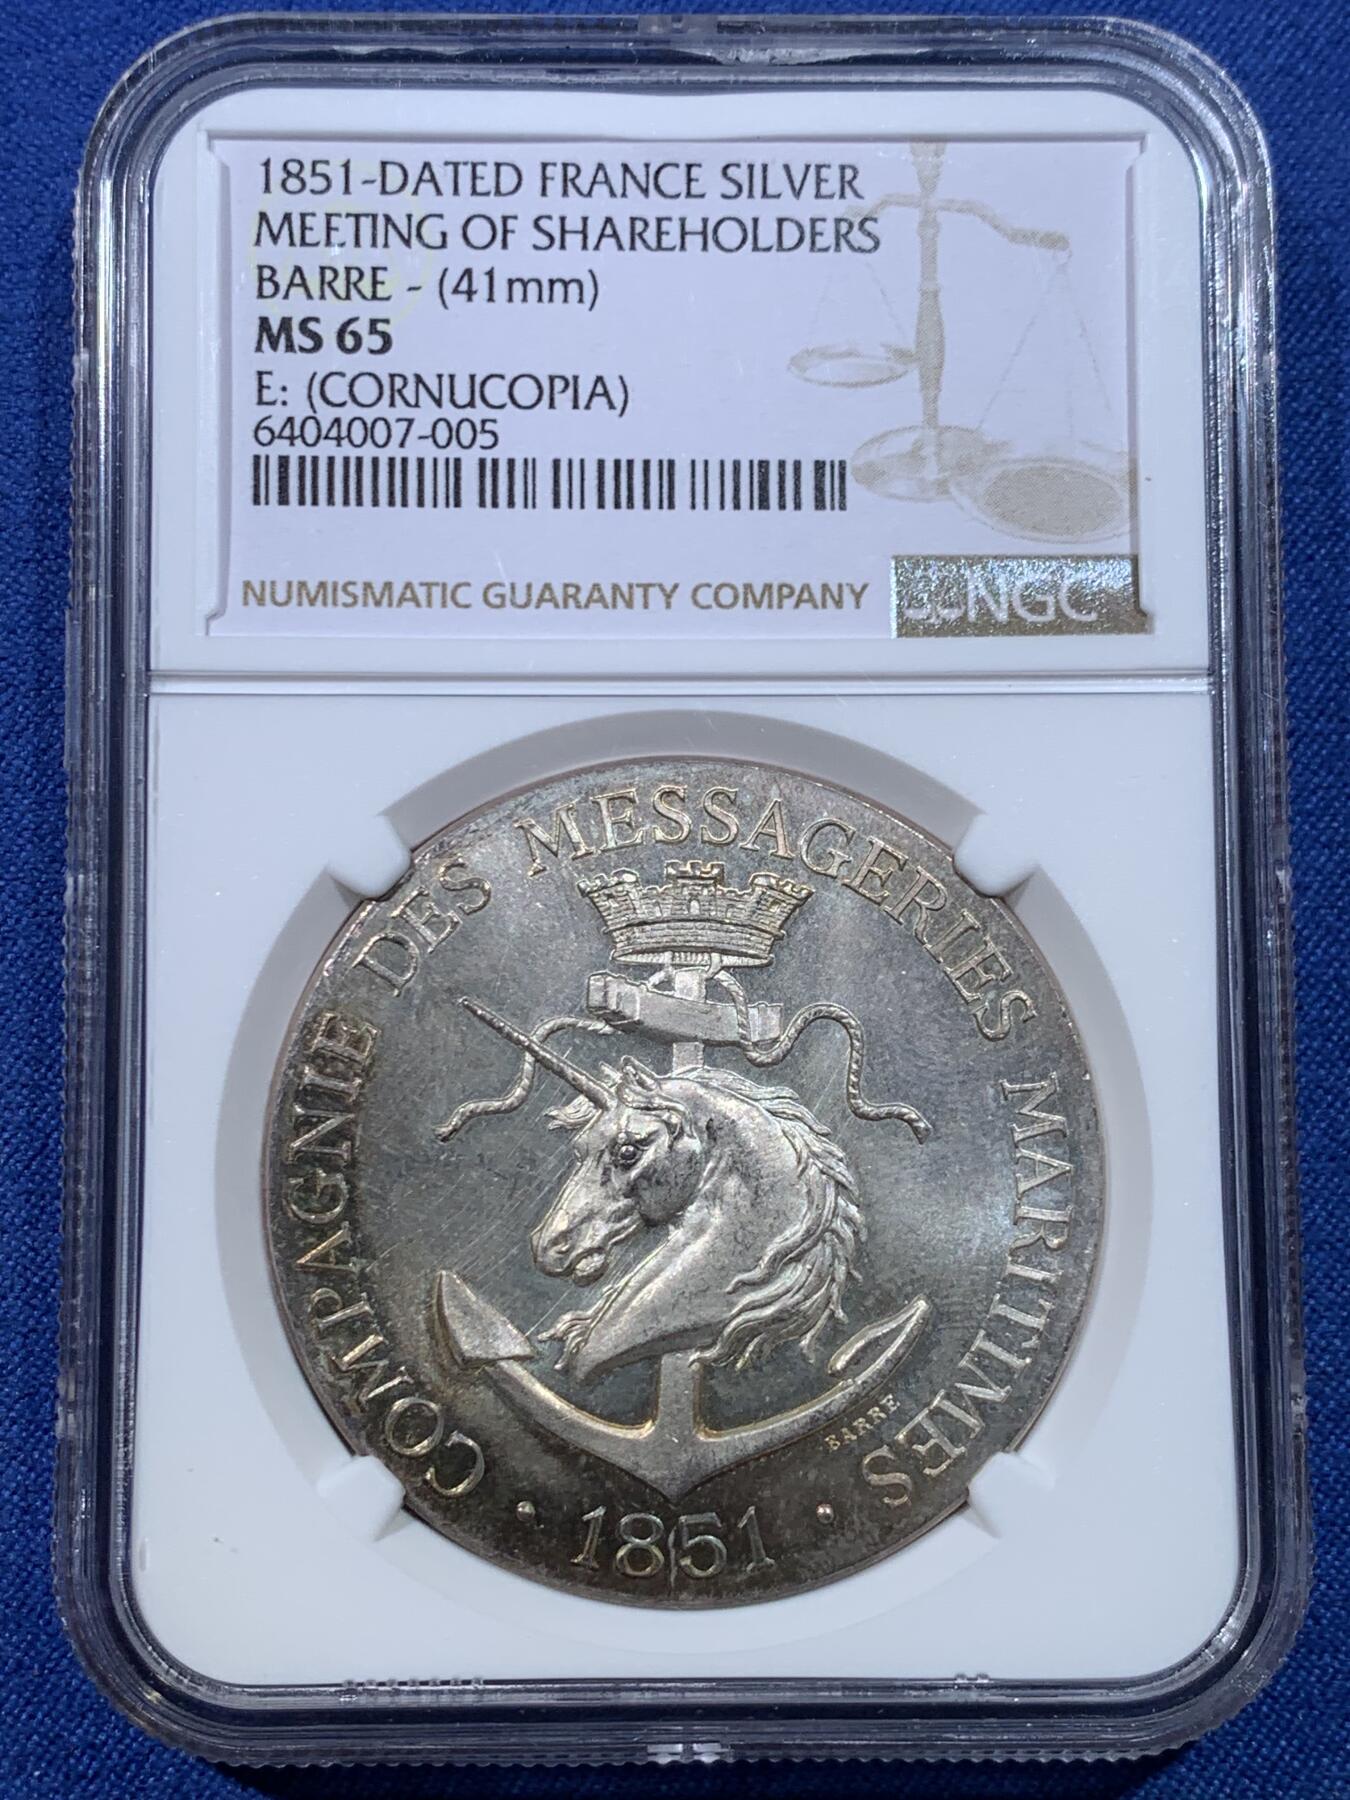 1851-DATED FRANCE SILVER
MEETING OF SHAREHOLDERS
BARRE - (41mm)
MS 65
E: (CORNUCOPIA)
6404007-005
NUMISMATIC GUARANTY COMPANY
NGC
COMPAGNIE DES MESSAGERIES MARITIMES
BARRE
· 1851 ·